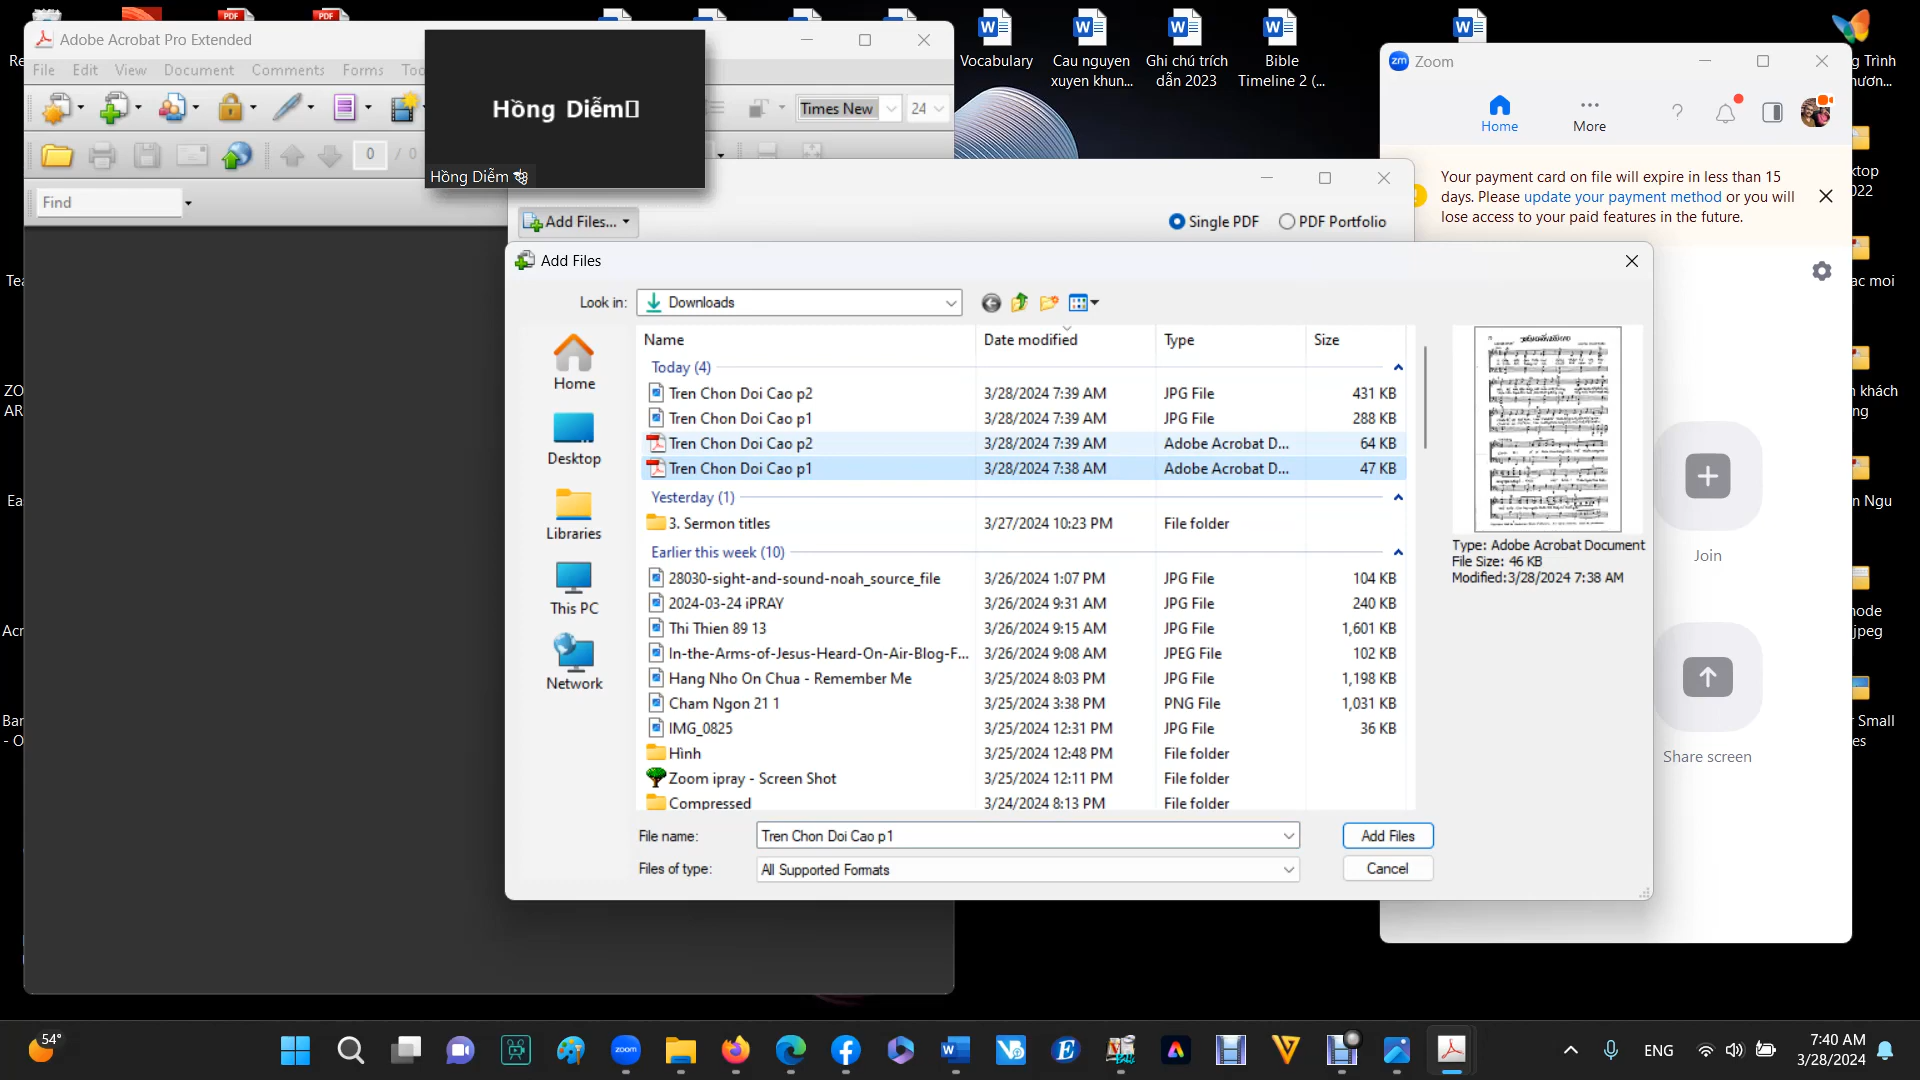 Adobe Acrobat Pro Extended
File Edit View Document Comments Forms
Times New
24
0 / 0
Find
Hồng Diễm
Hồng Diễm
Vocabulary
Cau nguyen
xuyen khun...
Ghi chú trích
dẫn 2023
Bible
Timeline 2 (...
Zoom
Home
More
Your payment card on file will expire in less than 15
days. Please update your payment method or you will
lose access to your paid features in the future.
Join
Share screen
Add Files...
Single PDF
PDF Portfolio
Add Files
Look in:
Downloads
Home
Desktop
Libraries
This PC
Network
Name Date modified Type Size
Today (4)
Tren Chon Doi Cao p2 3/28/2024 7:39 AM JPG File 431 KB
Tren Chon Doi Cao p1 3/28/2024 7:39 AM JPG File 288 KB
Tren Chon Doi Cao p2 3/28/2024 7:39 AM Adobe Acrobat D... 64 KB
Tren Chon Doi Cao p1 3/28/2024 7:38 AM Adobe Acrobat D... 47 KB
Yesterday (1)
3. Sermon titles 3/27/2024 10:23 PM File folder
Earlier this week (10)
28030-sight-and-sound-noah_source_file 3/26/2024 1:07 PM JPG File 104 KB
2024-03-24 iPRAY 3/26/2024 9:31 AM JPG File 240 KB
Thi Thien 89 13 3/26/2024 9:15 AM JPG File 1,601 KB
In-the-Arms-of-Jesus-Heard-On-Air-Blog-F... 3/26/2024 9:08 AM JPEG File 102 KB
Hang Nho On Chua - Remember Me 3/25/2024 8:03 PM JPG File 1,198 KB
Cham Ngon 21 1 3/25/2024 3:38 PM PNG File 1,031 KB
IMG_0825 3/25/2024 12:31 PM JPG File 36 KB
Hình 3/25/2024 12:48 PM File folder
Zoom ipray - Screen Shot 3/25/2024 12:11 PM File folder
Compressed 3/24/2024 8:13 PM File folder
Type: Adobe Acrobat Document
File Size: 46 KB
Modified:3/28/2024 7:38 AM
File name: Tren Chon Doi Cao p1
Add Files
Files of type: All Supported Formats
Cancel
54°
zoom
ENG
7:40 AM
3/28/2024